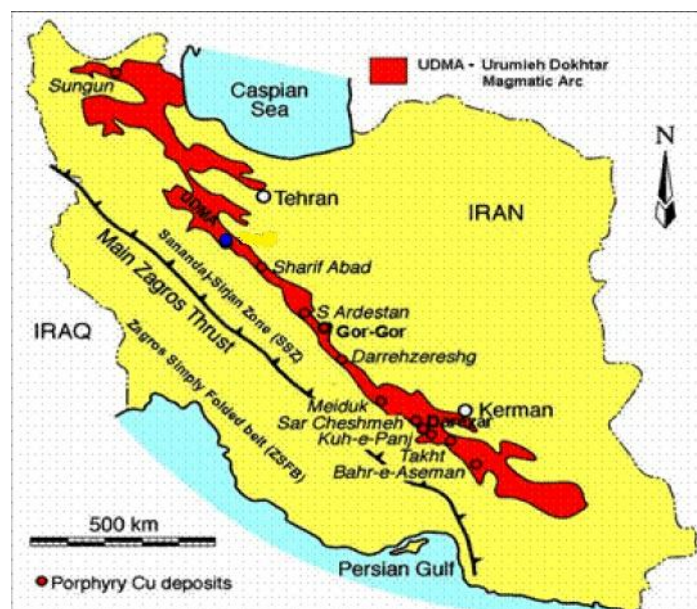 UDMA - Urumieh Dokhtar
Magmatic Arc
Sungun
Caspian
Sea
N
Tehran
IRAN
UDMA
Sharif Abad
Sanandaj-Sirjan Zone (SSZ)
Main Zagros Thrust
IRAQ
S Ardestan
Gor-Gor
Zagros Simply Folded belt (ZSFB)
Darrehzereshg
Meiduk
Kerman
Sar Cheshmeh
Darezar
Kuh-e-Panj
Takht
Bahr-e-Aseman
500 km
Persian Gulf
Porphyry Cu deposits